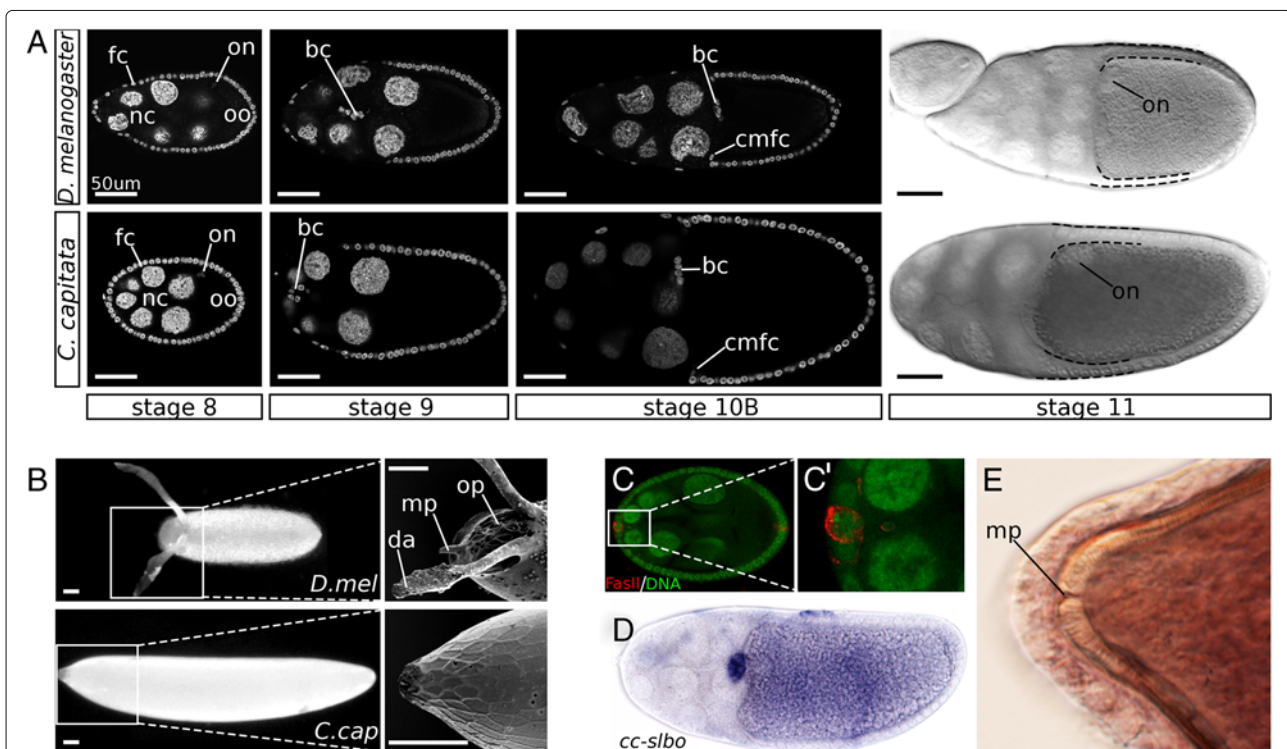 A
D. melanogaster
fc
on
nc
oo
50um
bc
bc
cmfc
on
C. capitata
fc
on
nc
oo
bc
bc
cmfc
on
stage 8
stage 9
stage 10B
stage 11
B
op
mp
da
D.mel
C.cap
C
FasII/DNA
C'
D
cc-slbo
E
mp